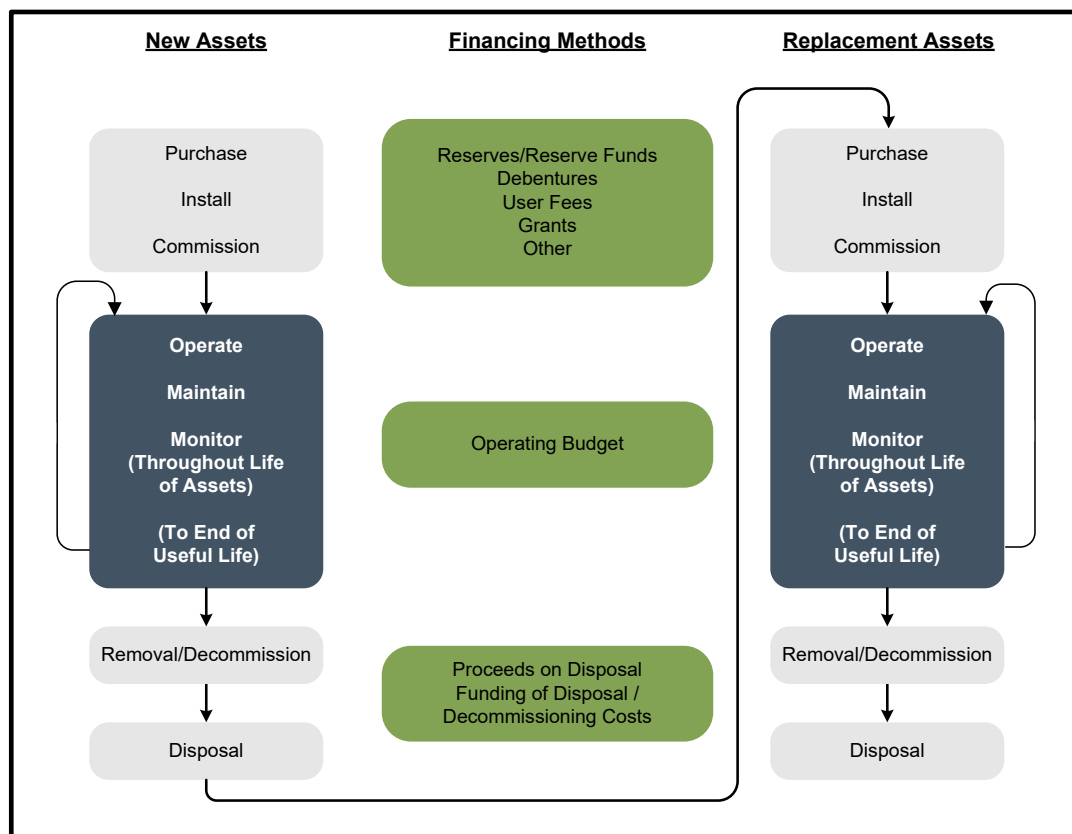 New Assets
Financing Methods
Replacement Assets
Purchase
Install
Commission
Reserves/Reserve Funds
Debentures
User Fees
Grants
Other
Purchase
Install
Commission
Operate
Maintain
Monitor
(Throughout Life
of Assets)
(To End of
Useful Life)
Operating Budget
Operate
Maintain
Monitor
(Throughout Life
of Assets)
(To End of
Useful Life)
Removal/Decommission
Proceeds on Disposal
Funding of Disposal /
Decommissioning Costs
Removal/Decommission
Disposal
Disposal